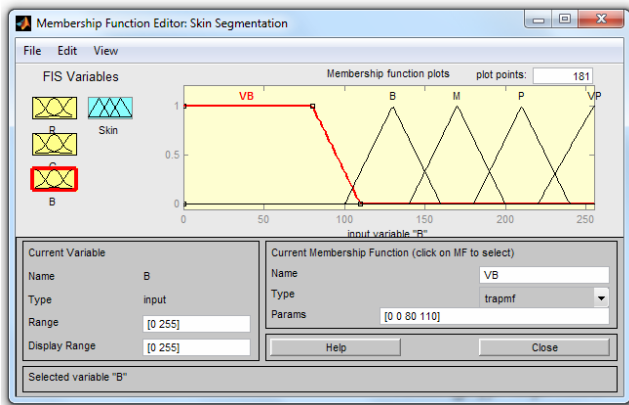 Membership Function Editor: Skin Segmentation
File Edit View
FIS Variables
Membership function plots
plot points:
181
R
Skin
B
VB
B
M
P
VP
1
0.5
0
0 50 100 150 200 250
input variable "B"
Current Variable
Name B
Type input
Range [0 255]
Display Range [0 255]
Current Membership Function (click on MF to select)
Name VB
Type trapmf
Params [0 0 80 110]
Help
Close
Selected variable "B"